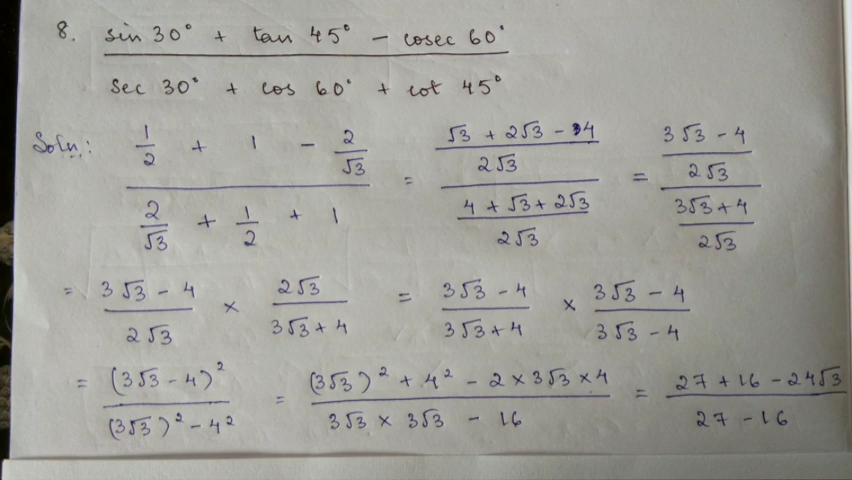 8. (sin 30° + tan 45° - cosec 60°) / (sec 30° + cos 60° + cot 45°)
Soln: (1/2 + 1 - 2/√3) / (2/√3 + 1/2 + 1) = ((√3 + 2√3 - 4)/2√3) / ((4 + √3 + 2√3)/2√3) = ((3√3 - 4)/2√3) / ((3√3 + 4)/2√3)
= (3√3 - 4)/2√3 × 2√3/(3√3 + 4) = (3√3 - 4)/(3√3 + 4) × (3√3 - 4)/(3√3 - 4)
= (3√3 - 4)²/((3√3)² - 4²) = ((3√3)² + 4² - 2 × 3√3 × 4)/(3√3 × 3√3 - 16) = (27 + 16 - 24√3)/(27 - 16)